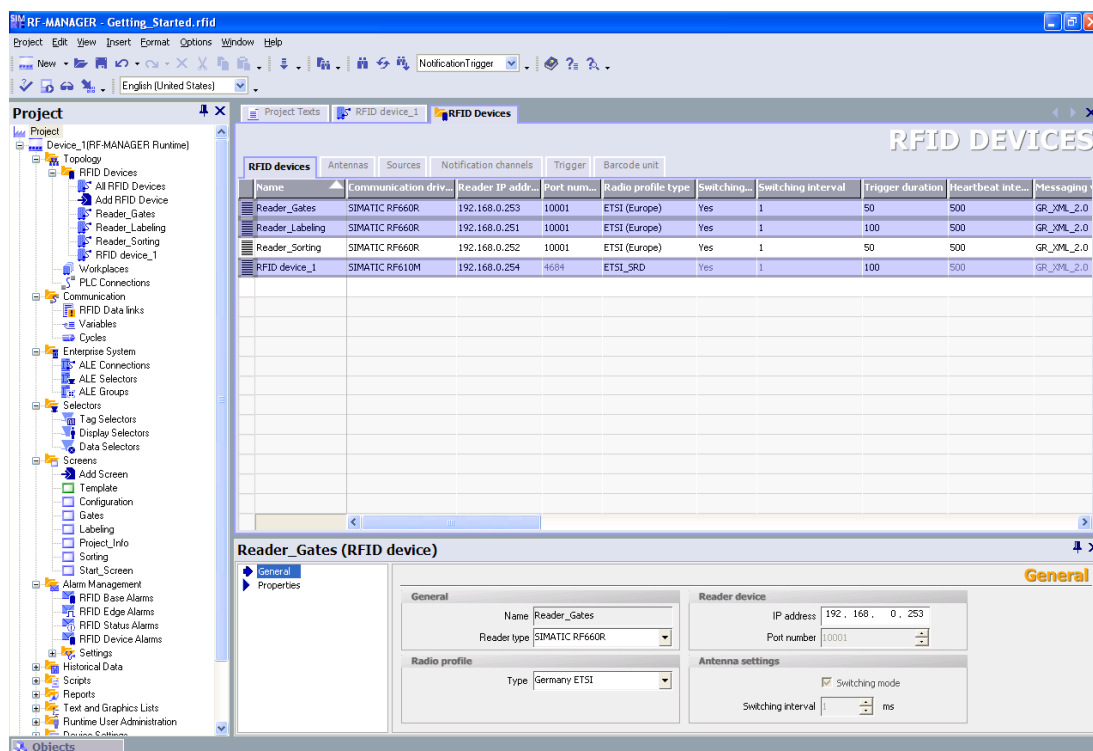 SIM RF-MANAGER - Getting_Started.rfid
Project Edit View Insert Format Options Window Help
New NotificationTrigger
English (United States)
Project
Project
Device_1(RF-MANAGER Runtime)
Topology
RFID Devices
All RFID Devices
Add RFID Device
Reader_Gates
Reader_Labeling
Reader_Sorting
RFID device_1
Workplaces
PLC Connections
Communication
RFID Data links
Variables
Cycles
Enterprise System
ALE Connections
ALE Selectors
ALE Groups
Selectors
Tag Selectors
Display Selectors
Data Selectors
Screens
Add Screen
Template
Configuration
Gates
Labeling
Project_Info
Sorting
Start_Screen
Alarm Management
RFID Base Alarms
RFID Edge Alarms
RFID Status Alarms
RFID Device Alarms
Settings
Historical Data
Scripts
Reports
Text and Graphics Lists
Runtime User Administration
Device Settings
Objects
Project Texts RFID device_1 RFID Devices
RFID DEVICES
RFID devices Antennas Sources Notification channels Trigger Barcode unit
Name Communication driv... Reader IP addr... Port num... Radio profile type Switching... Switching interval Trigger duration Heartbeat inte... Messaging
Reader_Gates SIMATIC RF660R 192.168.0.253 10001 ETSI (Europe) Yes 1 50 500 GR_XML_2.0
Reader_Labeling SIMATIC RF660R 192.168.0.251 10001 ETSI (Europe) Yes 1 100 500 GR_XML_2.0
Reader_Sorting SIMATIC RF660R 192.168.0.252 10001 ETSI (Europe) Yes 1 50 500 GR_XML_2.0
RFID device_1 SIMATIC RF610M 192.168.0.254 4684 ETSI_SRD Yes 1 100 500 GR_XML_2.0
Reader_Gates (RFID device)
General
Properties
General
General
Name Reader_Gates
Reader type SIMATIC RF660R
Radio profile
Type Germany ETSI
Reader device
IP address 192 . 168 . 0 . 253
Port number 10001
Antenna settings
Switching mode
Switching interval 1 ms